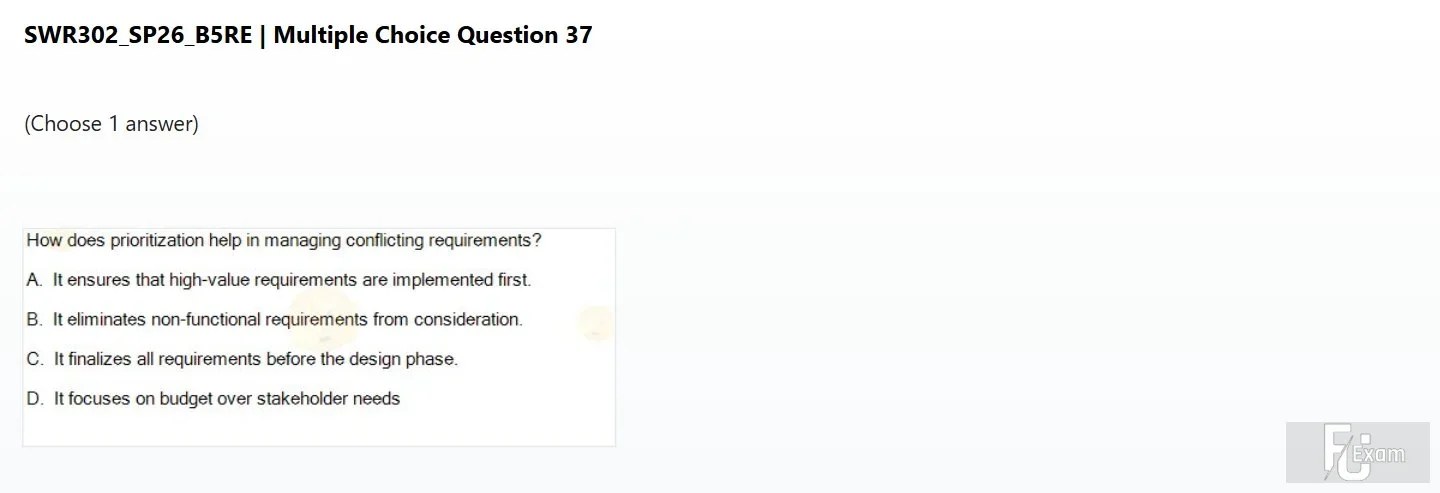 SWR302_SP26_B5RE | Multiple Choice Question 37
(Choose 1 answer)
How does prioritization help in managing conflicting requirements?
A. It ensures that high-value requirements are implemented first.
B. It eliminates non-functional requirements from consideration.
C. It finalizes all requirements before the design phase.
D. It focuses on budget over stakeholder needs
FU Exam